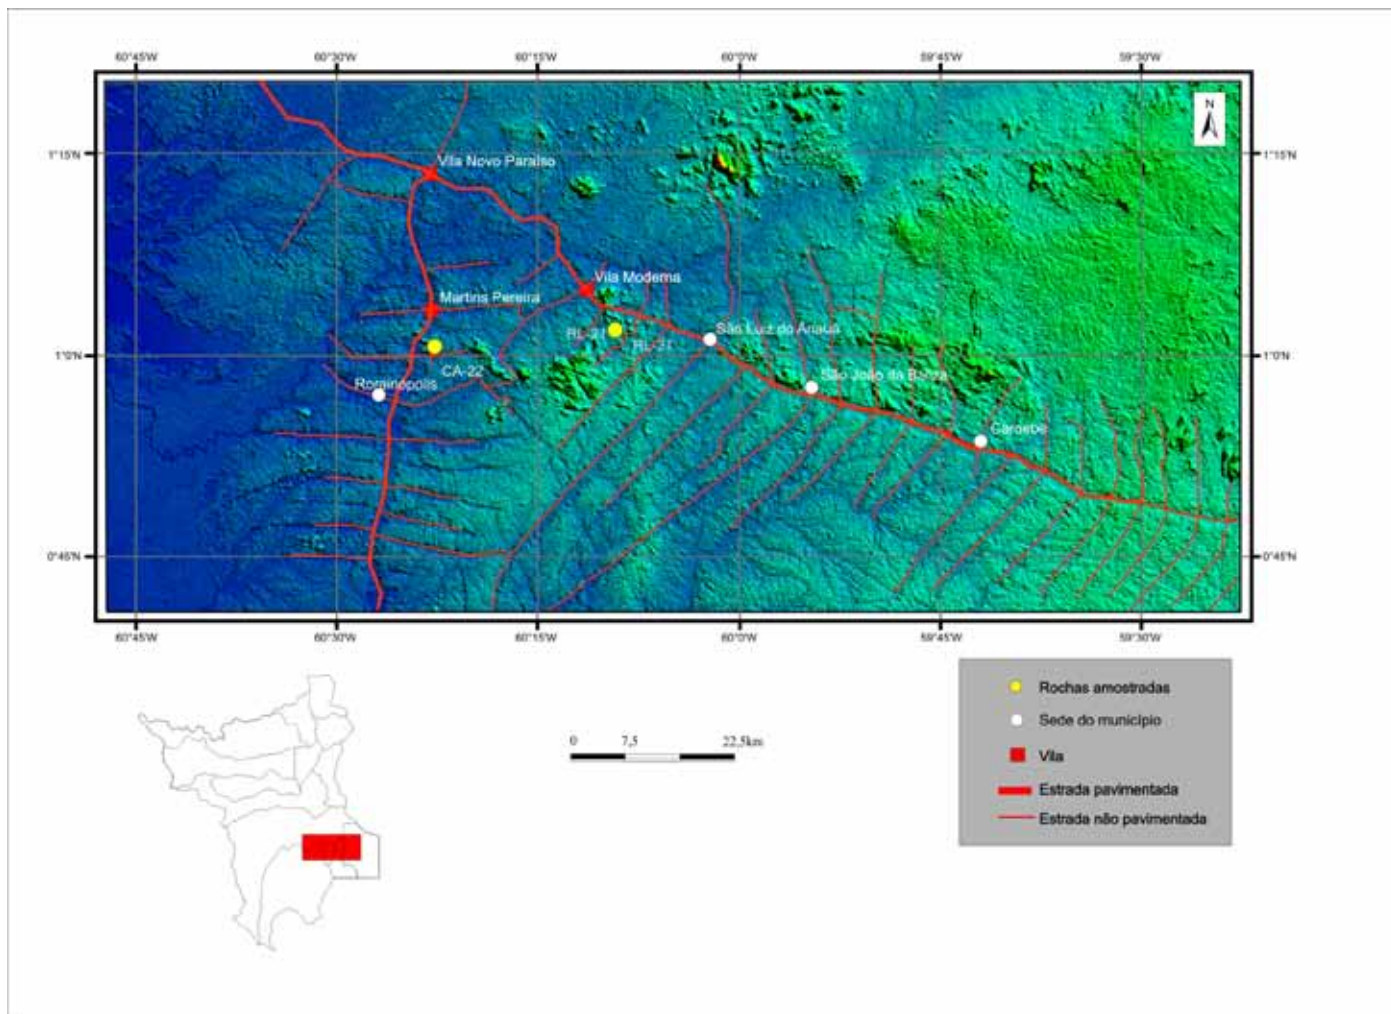 60°45'W 60°30'W 60°15'W 60°0'W 59°45'W 59°30'W
N
1°15'N 1°15'N
Vila Novo Paraíso
Vila Moderna
Martins Pereira
RL-31
São Luiz do Anauá
RL-31
1°0'N 1°0'N
CA-22
São João da Baliza
Rorainópolis
Caroebe
0°45'N 0°45'N
60°45'W 60°30'W 60°15'W 60°0'W 59°45'W 59°30'W
Rochas amostradas
Sede do município
Vila
Estrada pavimentada
Estrada não pavimentada
0 7,5 22,5km